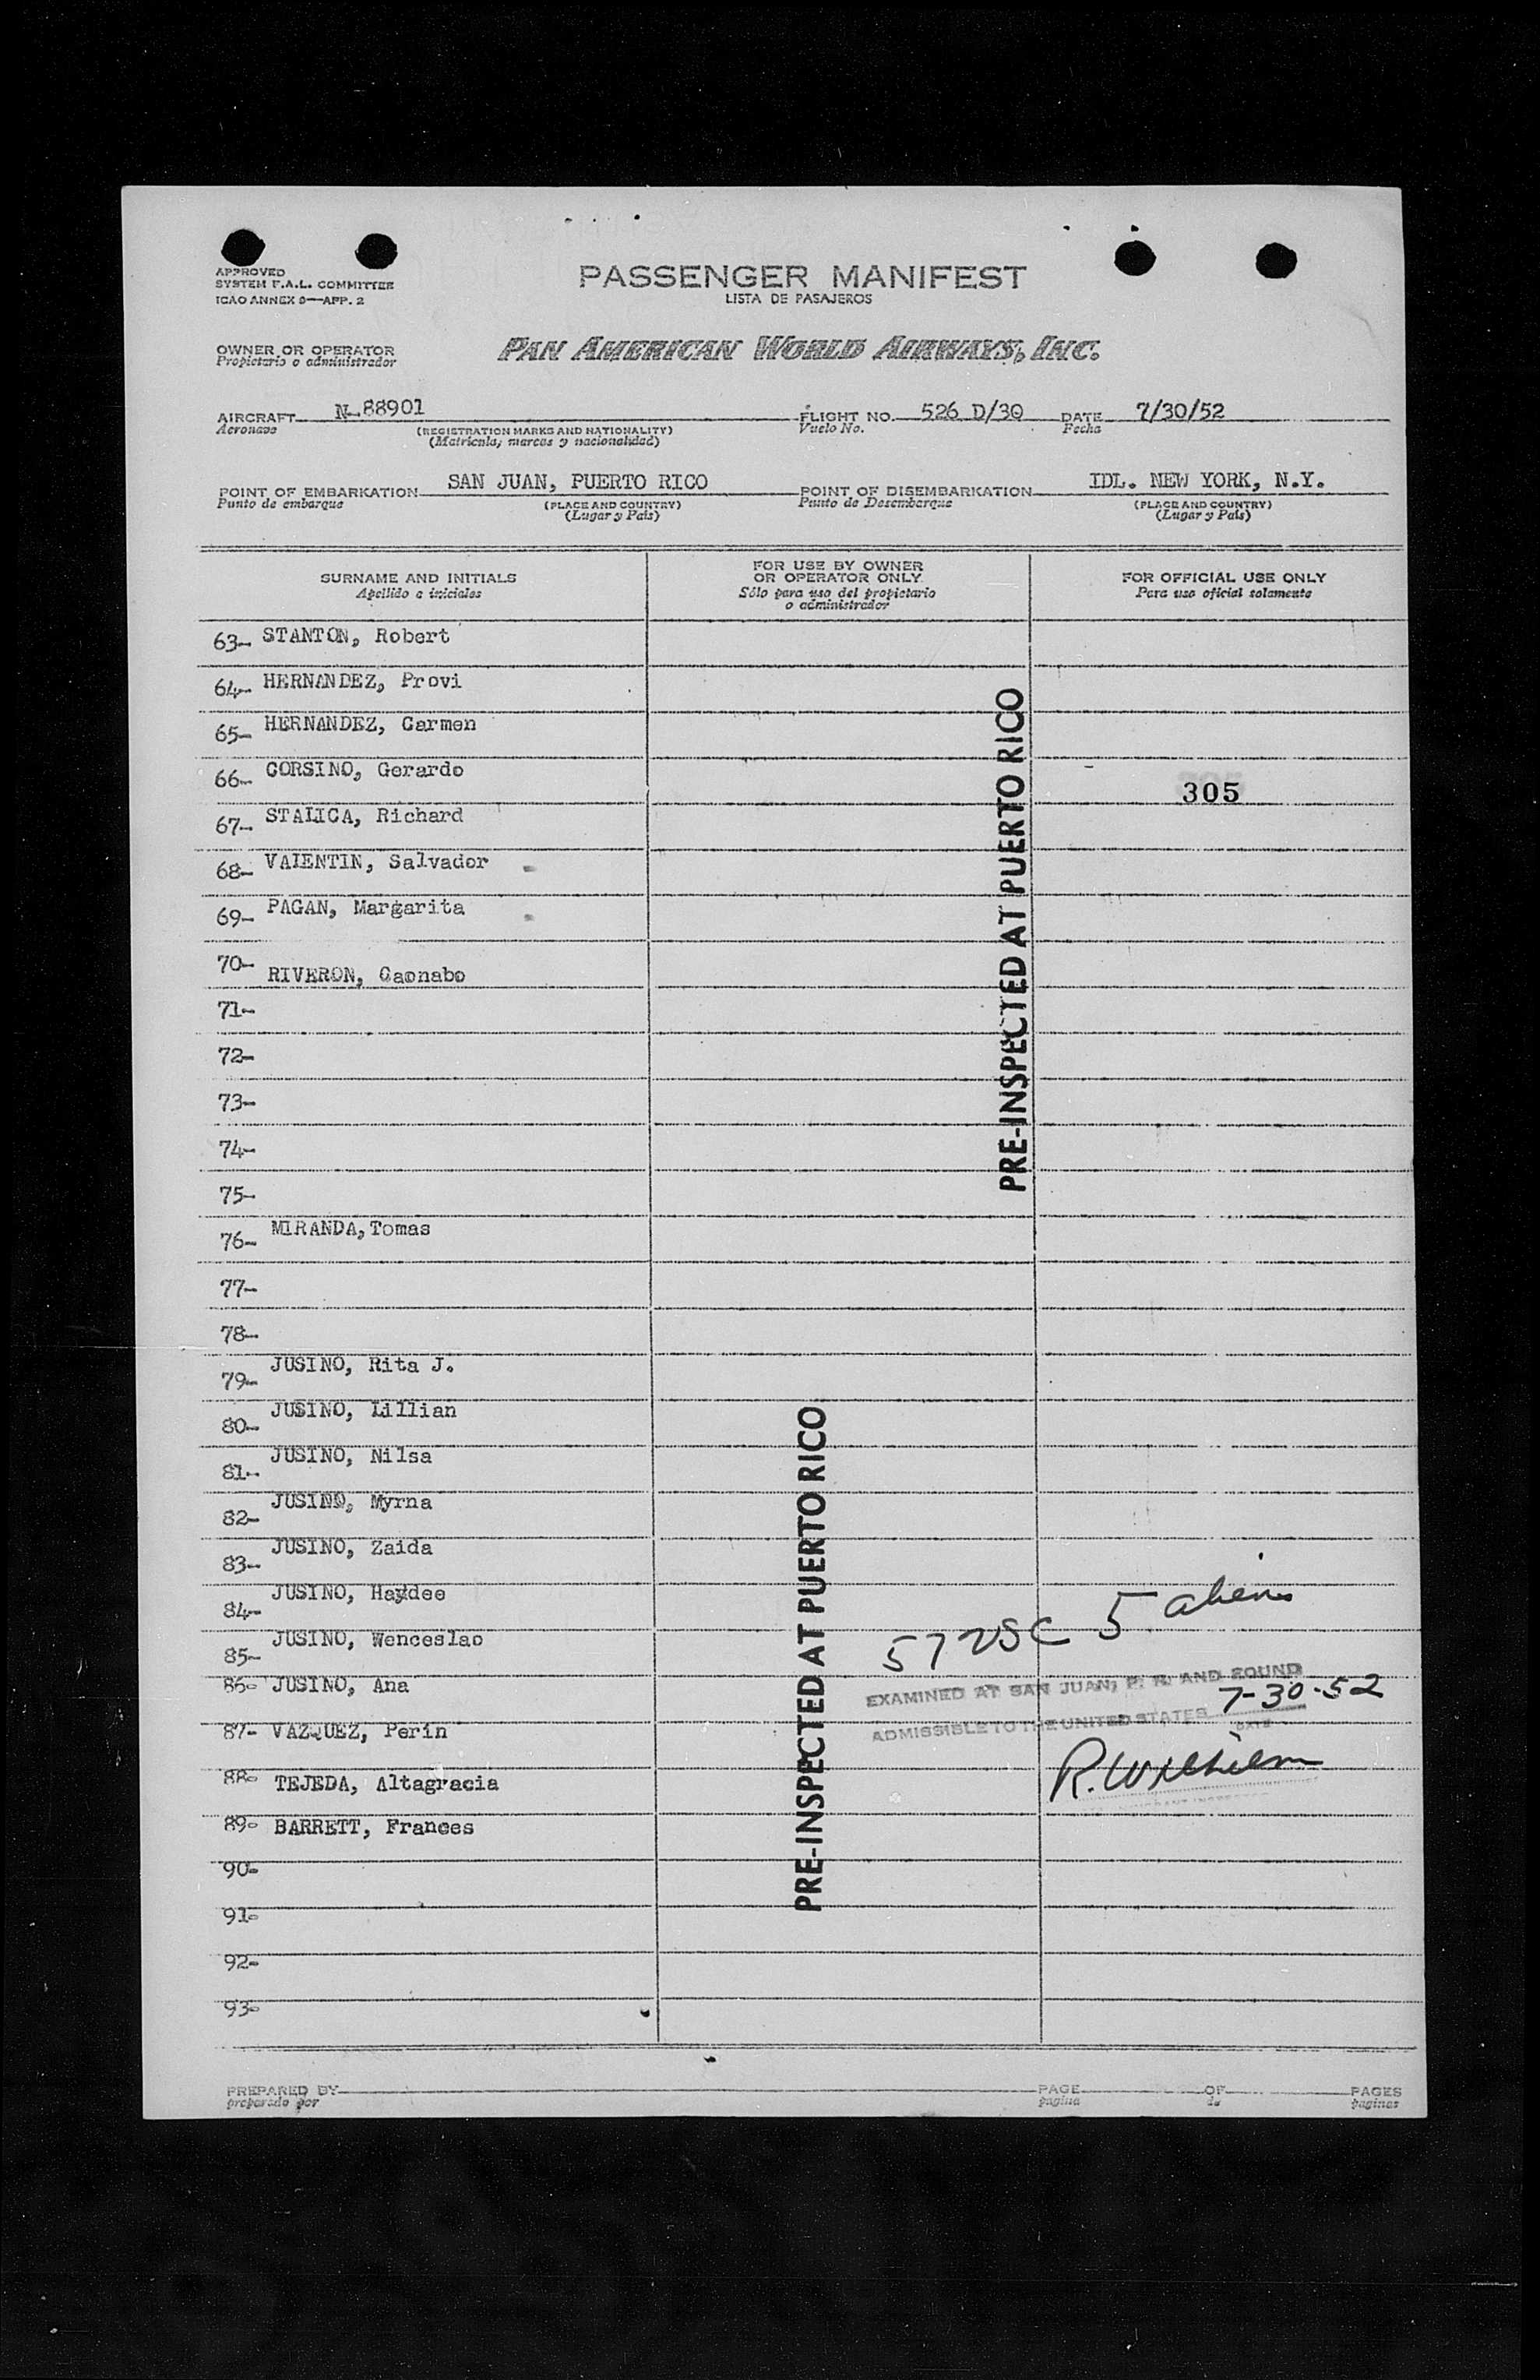 APPROVED
SYSTEM F.A.L. COMMITTEE
ICAO ANNEX 9—APP. 2
PASSENGER MANIFEST
LISTA DE PASAJEROS
OWNER OR OPERATOR
Propietario o administrador
PAN AMERICAN WORLD AIRWAYS, INC.
AIRCRAFT N-88901 FLIGHT NO. 526 D/30 DATE 7/30/52
Aeronave (REGISTRATION MARKS AND NATIONALITY) Vuelo No. Fecha
(Matricula, marcas y nacionalidad)
POINT OF EMBARKATION SAN JUAN, PUERTO RICO POINT OF DISEMBARKATION IDL. NEW YORK, N.Y.
Punto de embarque (PLACE AND COUNTRY) Punto de Desembarque (PLACE AND COUNTRY)
(Lugar y País) (Lugar y País)
SURNAME AND INITIALS
Apellido e iniciales
FOR USE BY OWNER
OR OPERATOR ONLY
Sólo para uso del propietario
o administrador
FOR OFFICIAL USE ONLY
Para uso oficial solamente
63- STANTON, Robert
64- HERNANDEZ, Provi
65- HERNANDEZ, Carmen
66- CORSINO, Gerardo
305
67- STALICA, Richard
68- VALENTIN, Salvador
69- PAGAN, Margarita
70- RIVERON, Caonabo
71-
72-
73-
74-
75-
PRE-INSPECTED AT PUERTO RICO
76- MIRANDA,Tomas
77-
78-
79- JUSINO, Rita J.
80- JUSINO, Lillian
81- JUSINO, Nilsa
82- JUSINO, Myrna
83- JUSINO, Zaida
84- JUSINO, Haydee
85- JUSINO, Wenceslao
57 USC 5 aliens
86- JUSINO, Ana
EXAMINED AT SAN JUAN, P. R. AND FOUND
7-30-52
87- VAZQUEZ, Perin
ADMISSIBLE TO THE UNITED STATES
DATE
88- TEJEDA, Altagracia
89- BARRETT, Frances
PRE-INSPECTED AT PUERTO RICO
90-
91-
92-
93-
PREPARED BY PAGE OF PAGES
preparado por página de páginas